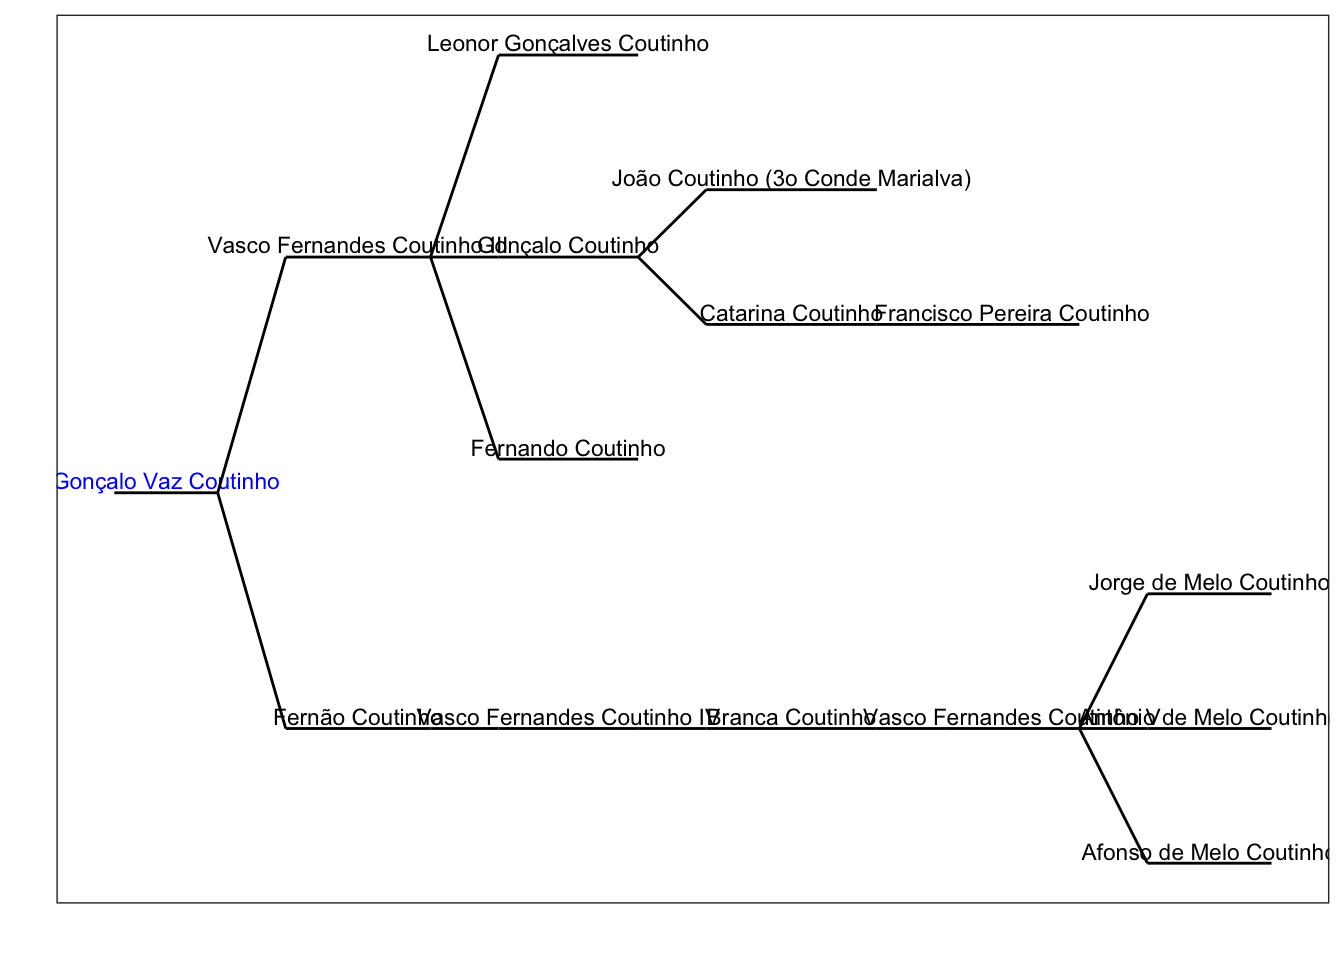 Leonor Gonçalves Coutinho
João Coutinho (3o Conde Marialva)
Vasco Fernandes Coutinho III
Gonçalo Coutinho
Catarina Coutinho
Francisco Pereira Coutinho
Fernando Coutinho
Gonçalo Vaz Coutinho
Jorge de Melo Coutinho
Fernão Coutinho
Vasco Fernandes Coutinho IV
Branca Coutinho
Vasco Fernandes Coutinho V
Antônio de Melo Coutinh
Afonso de Melo Coutinho